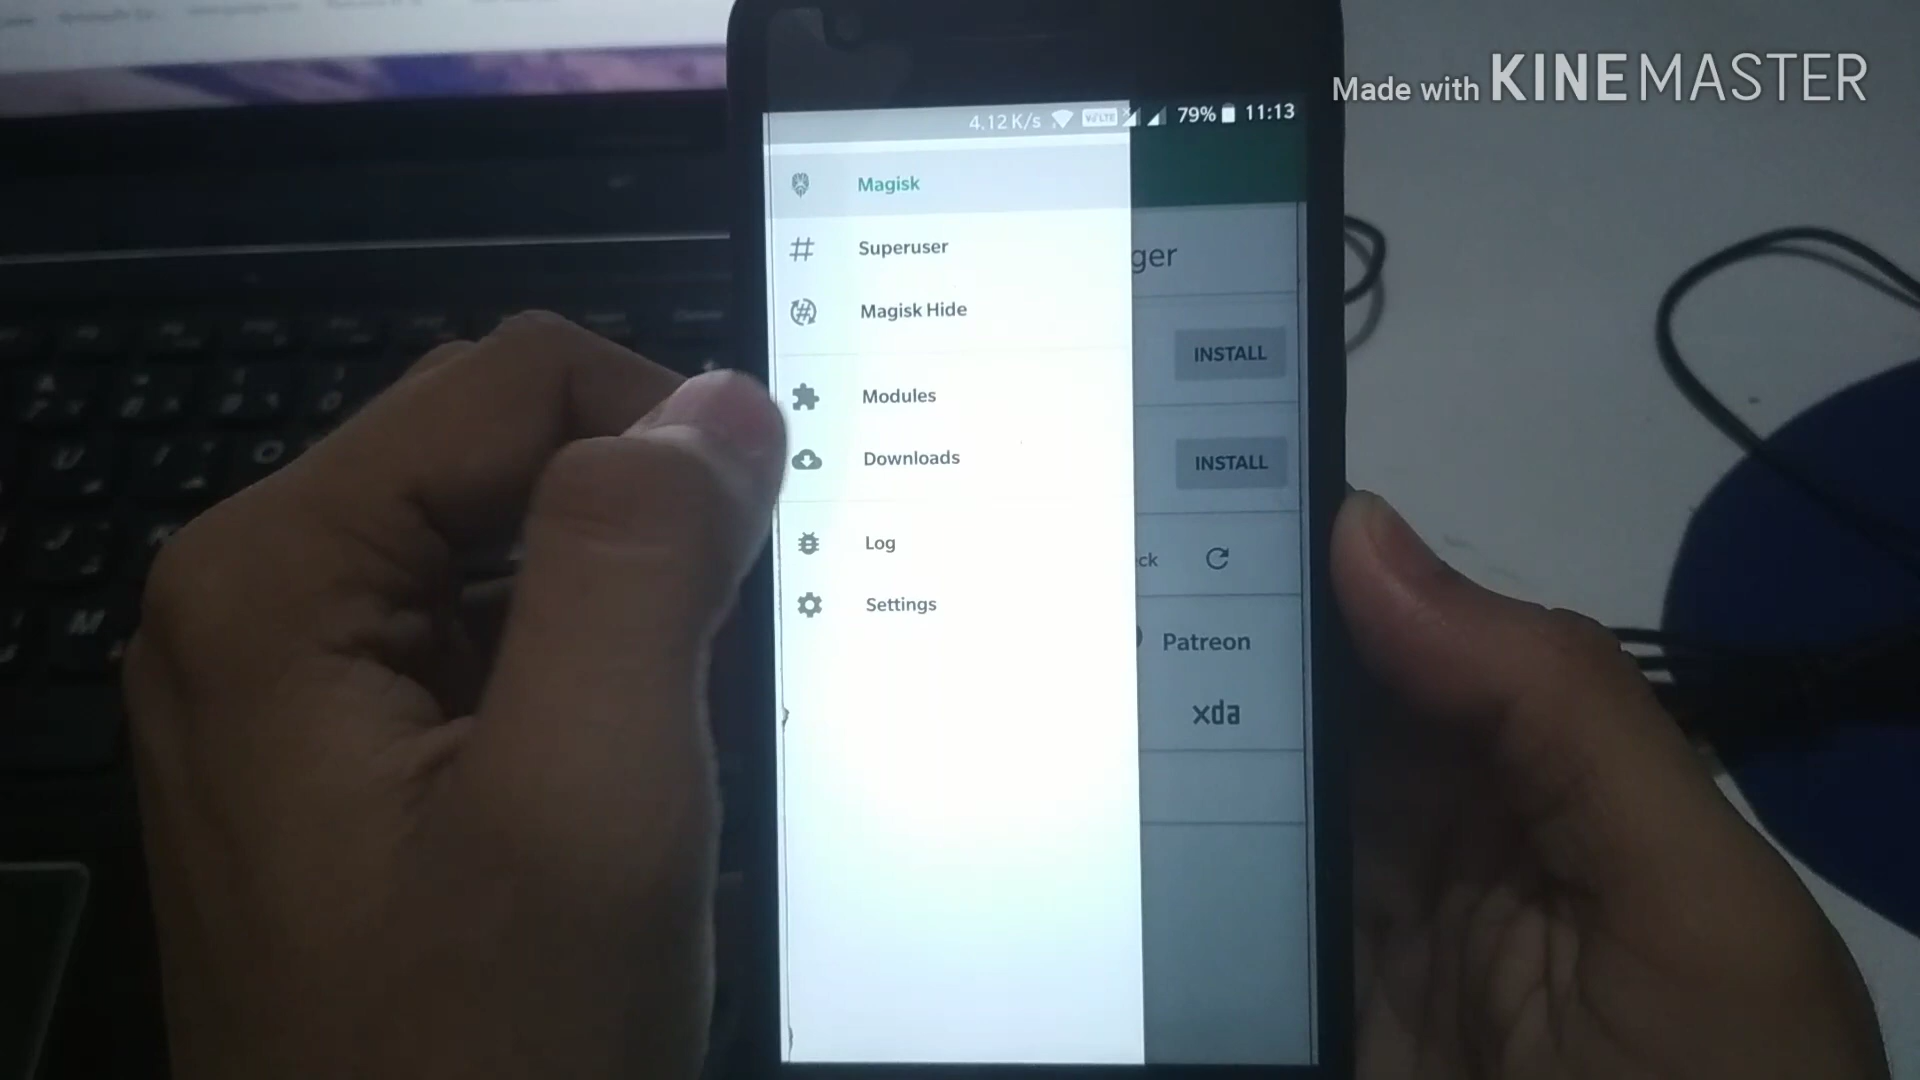 Made with KINEMASTER
4.12 K/s VoLTE 79% 11:13
Magisk
Superuser
ger
Magisk Hide
INSTALL
Modules
Downloads
INSTALL
Log
ck
Settings
Patreon
xda